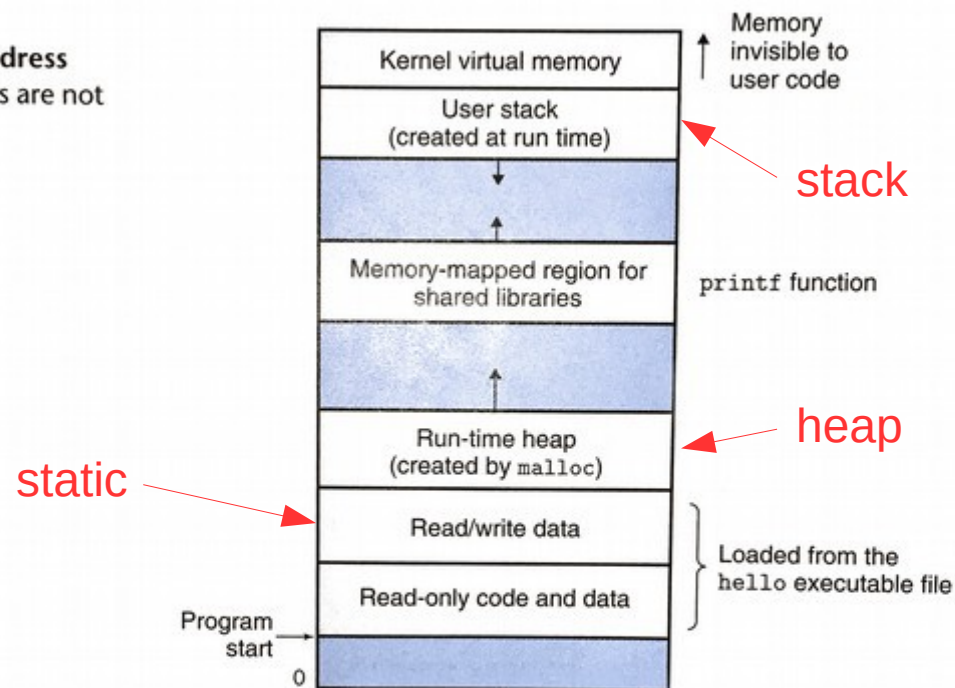 dress
s are not
Memory
invisible to
user code
Kernel virtual memory
User stack
(created at run time)
stack
Memory-mapped region for
shared libraries
printf function
Run-time heap
(created by malloc)
heap
static
Read/write data
Loaded from the
hello executable file
Read-only code and data
Program
start
0